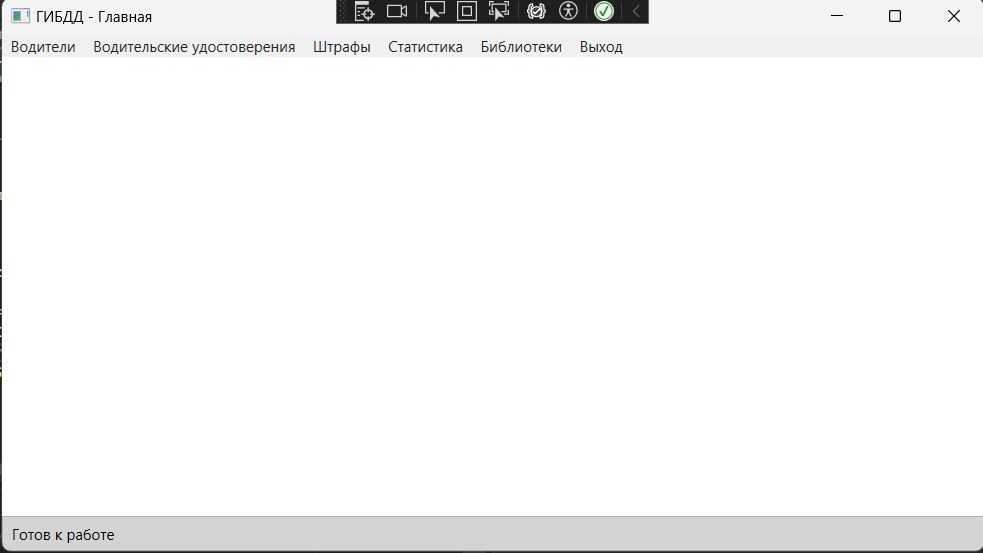 ГИБДД - Главная
Водители Водительские удостоверения Штрафы Статистика Библиотеки Выход
Готов к работе